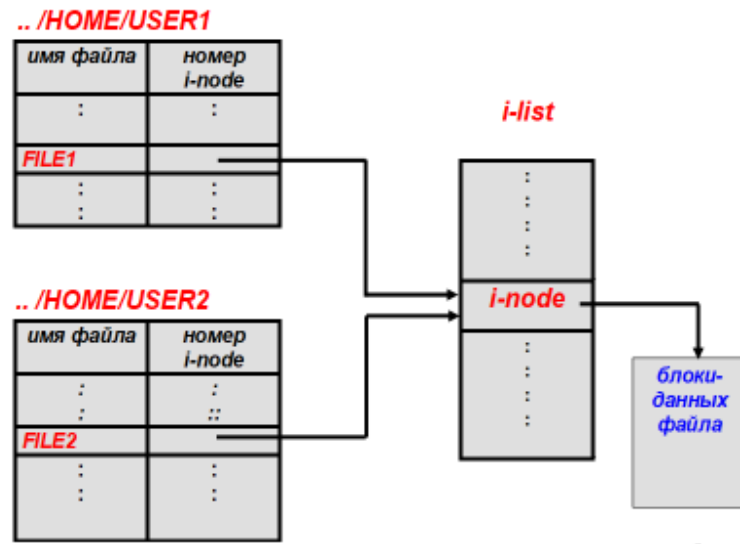 .. /HOME/USER1
имя файла
номер
i-node
:
:
FILE1
:
:
:
:
.. /HOME/USER2
имя файла
номер
i-node
:
:
:
::
FILE2
:
:
:
:
i-list
:
:
:
:
i-node
:
:
:
:
блоки-
данных
файла